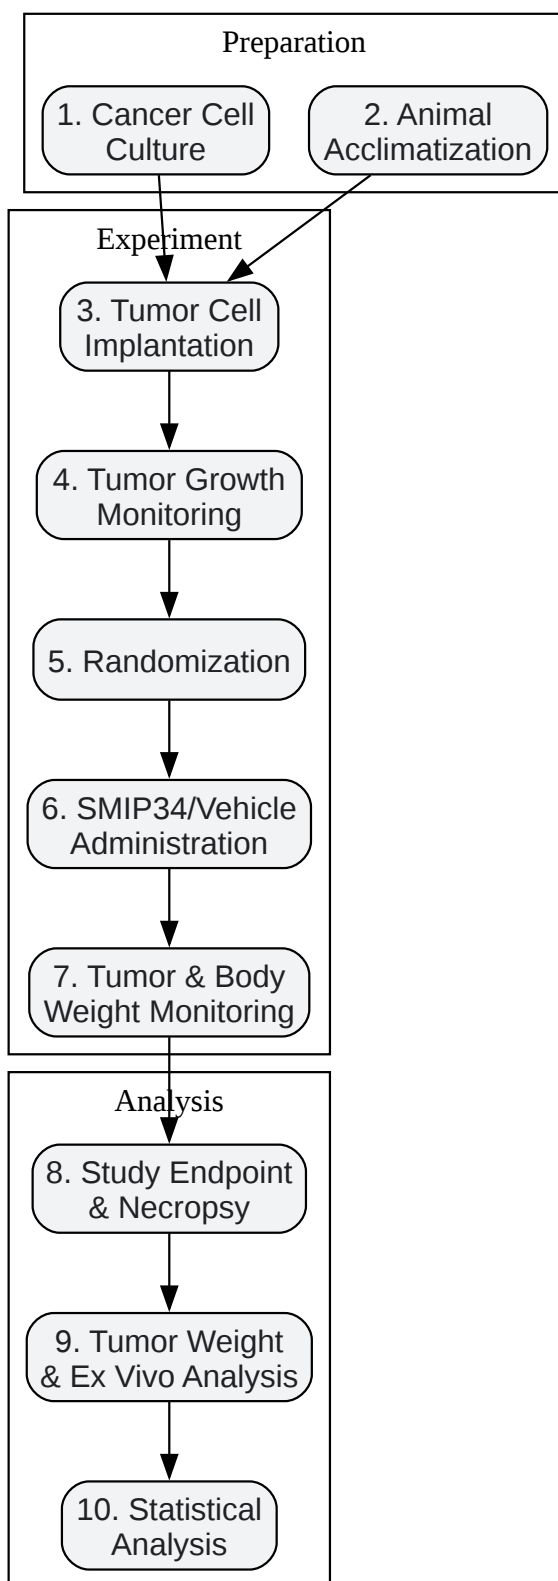 Preparation
1. Cancer Cell
Culture
2. Animal
Acclimatization
Experiment
3. Tumor Cell
Implantation
4. Tumor Growth
Monitoring
5. Randomization
6. SMIP34/Vehicle
Administration
7. Tumor & Body
Weight Monitoring
Analysis
8. Study Endpoint
& Necropsy
9. Tumor Weight
& Ex Vivo Analysis
10. Statistical
Analysis